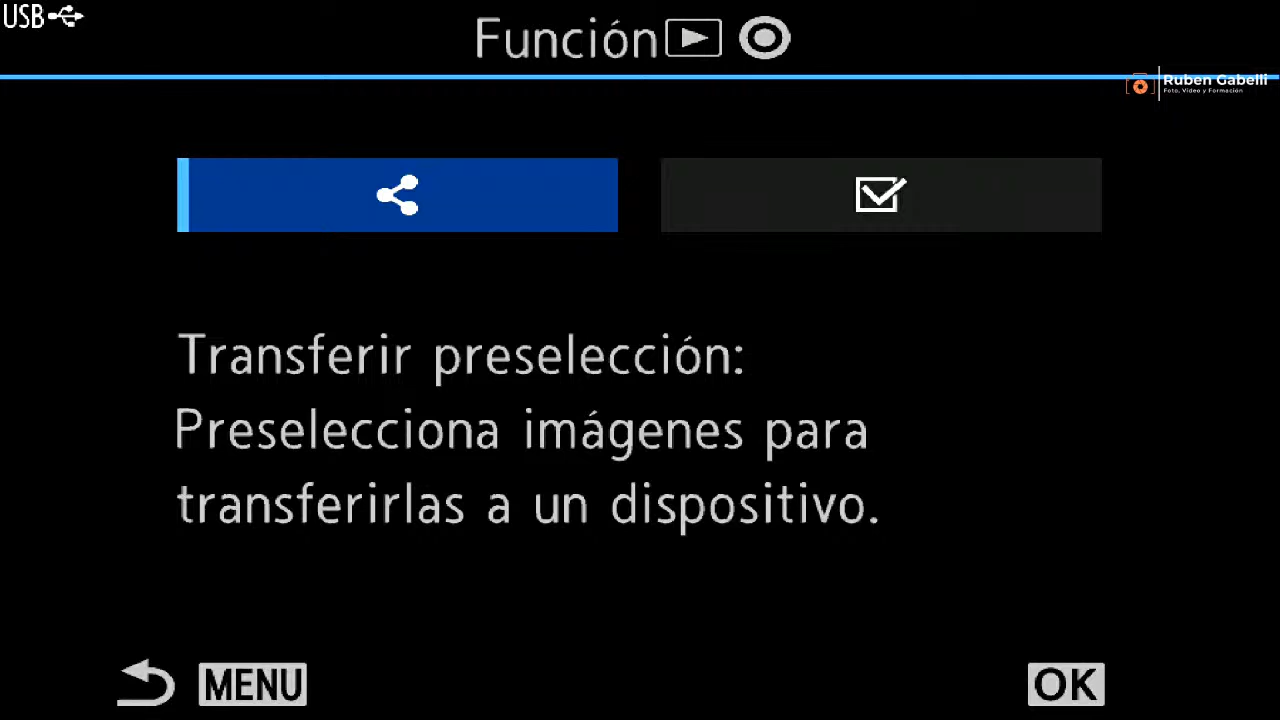 USB
Función
Ruben Gabelli
Foto, Video y Formación
Transferir preselección:
Preselecciona imágenes para
transferirlas a un dispositivo.
MENU
OK